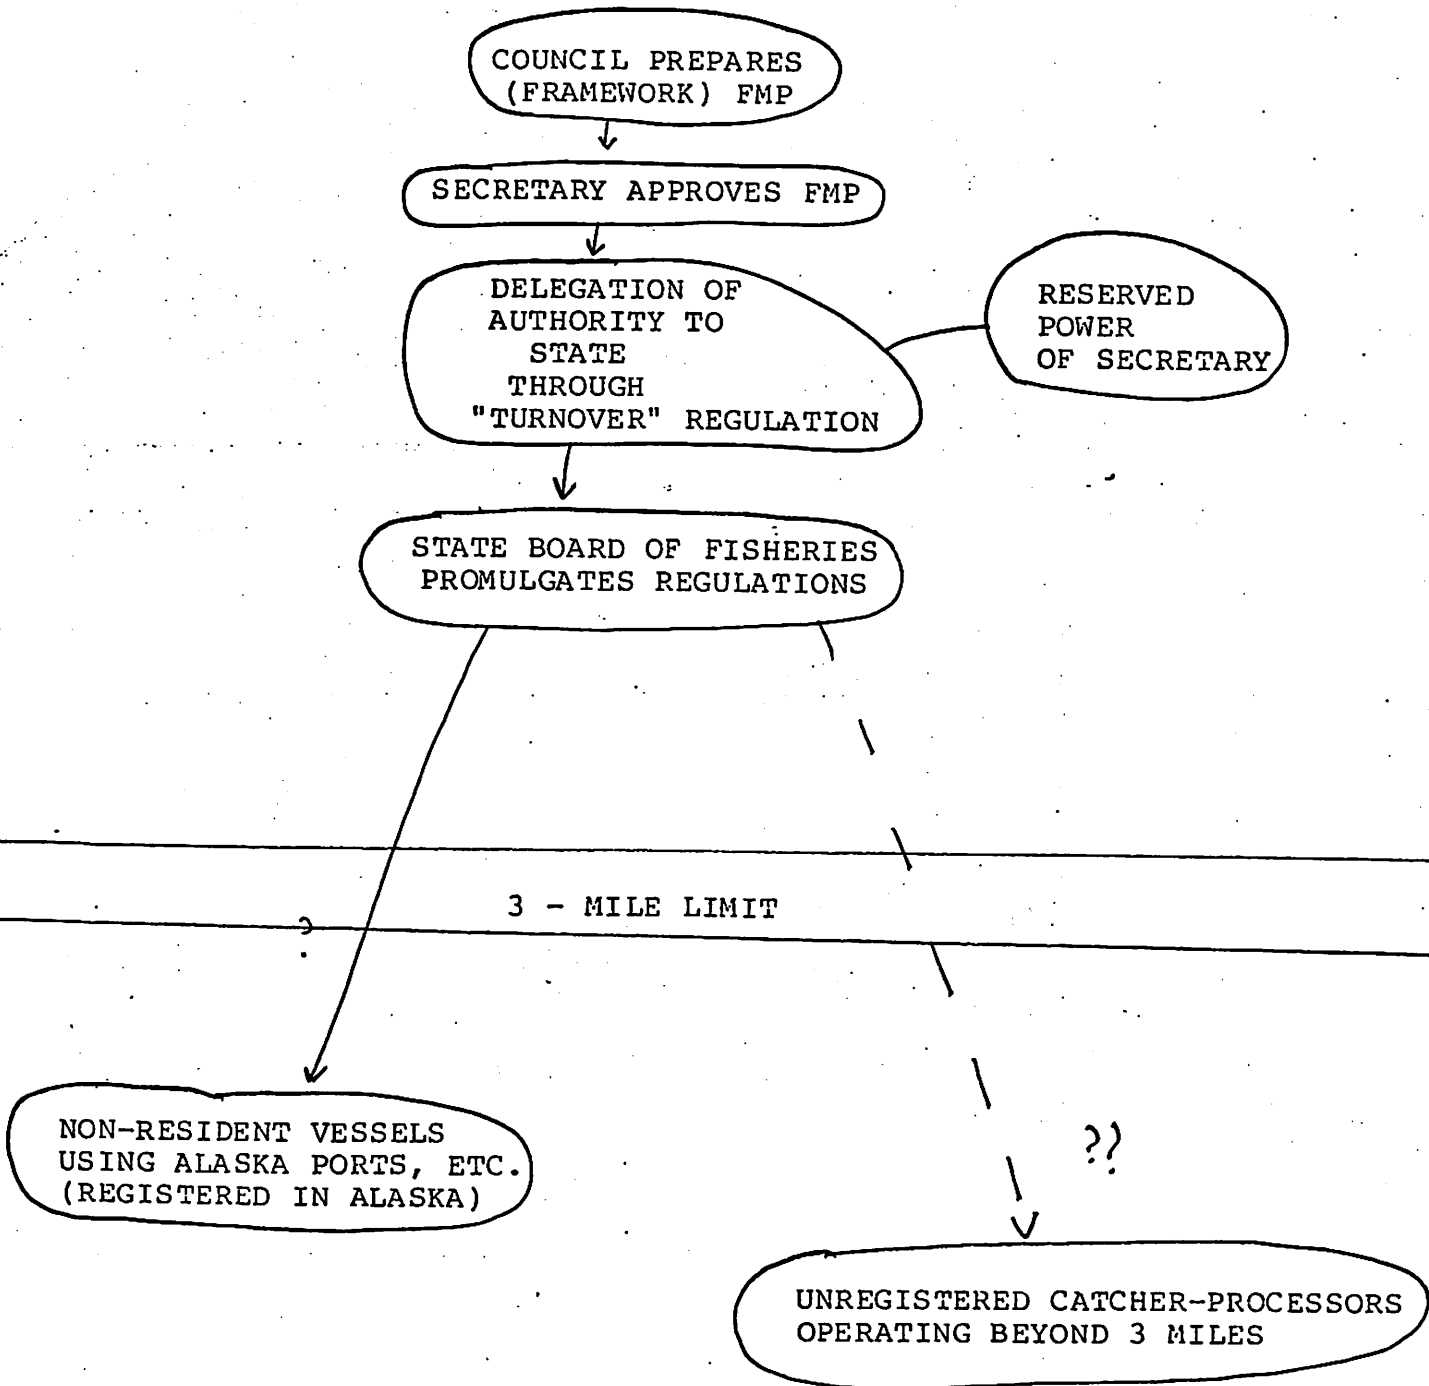 COUNCIL PREPARES
(FRAMEWORK) FMP
SECRETARY APPROVES FMP
DELEGATION OF
AUTHORITY TO
STATE
THROUGH
"TURNOVER" REGULATION
RESERVED
POWER
OF SECRETARY
STATE BOARD OF FISHERIES
PROMULGATES REGULATIONS
3 - MILE LIMIT
?
NON-RESIDENT VESSELS
USING ALASKA PORTS, ETC.
(REGISTERED IN ALASKA)
??
UNREGISTERED CATCHER-PROCESSORS
OPERATING BEYOND 3 MILES